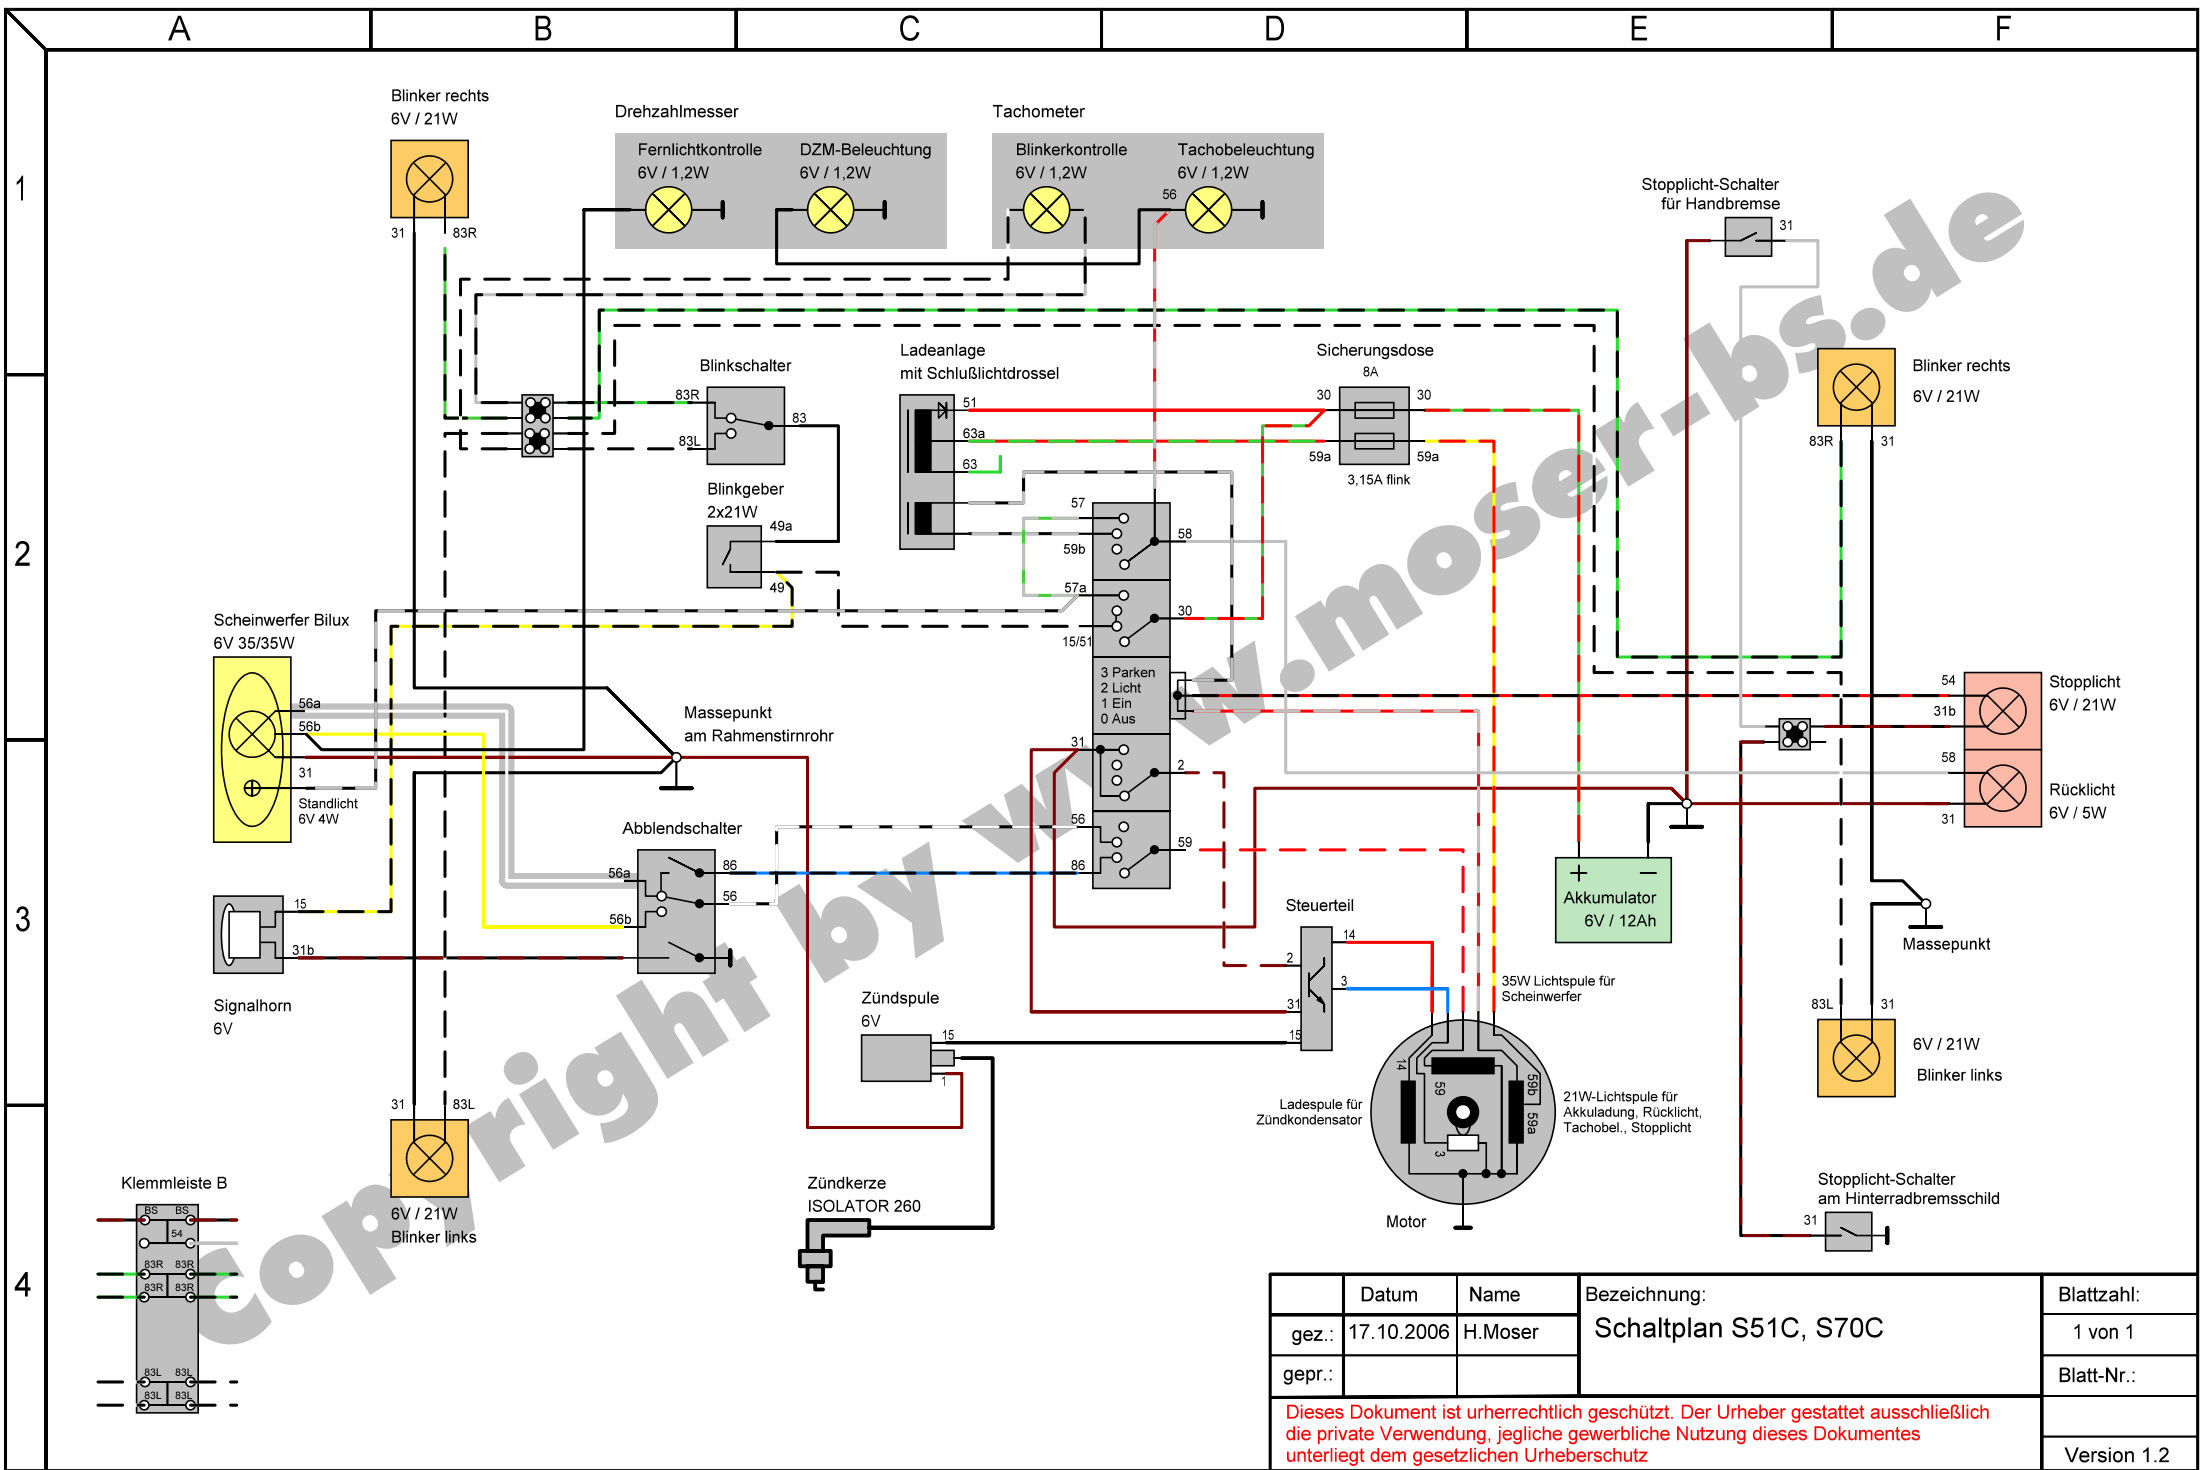 A B C D E F
1
2
3
4
Blinker rechts
6V / 21W
31 83R
Drehzahlmesser
Fernlichtkontrolle
6V / 1,2W
DZM-Beleuchtung
6V / 1,2W
Tachometer
Blinkerkontrolle
6V / 1,2W
Tachobeleuchtung
6V / 1,2W
56
Stopplicht-Schalter
für Handbremse
31
Blinkschalter
83R
83
83L
Ladeanlage
mit Schlußlichtdrossel
51
63a
63
Sicherungsdose
8A
30 30
59a 59a
3,15A flink
Blinker rechts
6V / 21W
83R 31
Blinkgeber
2x21W
49a
49
57
59b
58
57a
30
15/51
3 Parken
2 Licht
1 Ein
0 Aus
31
2
56
59
86
Scheinwerfer Bilux
6V 35/35W
56a
56b
31
Standlicht
6V 4W
Massepunkt
am Rahmenstirnrohr
54
31b
Stopplicht
6V / 21W
58
31
Rücklicht
6V / 5W
Abblendschalter
56a
86
56
56b
Signalhorn
6V
15
31b
Steuerteil
14
2
3
31
15
Akkumulator
6V / 12Ah
+ −
Massepunkt
Zündspule
6V
15
1
35W Lichtspule für
Scheinwerfer
14
59
59b
59a
3
Ladespule für
Zündkondensator
21W-Lichtspule für
Akkuladung, Rücklicht,
Tachobel., Stopplicht
Motor
83L 31
6V / 21W
Blinker links
31 83L
6V / 21W
Blinker links
Zündkerze
ISOLATOR 260
Stopplicht-Schalter
am Hinterradbremsschild
31
Klemmleiste B
BS BS
54
83R 83R
83R 83R
83L 83L
83L 83L
Copyright by www.moser-bs.de
Datum Name Bezeichnung: Blattzahl:
gez.: 17.10.2006 H.Moser Schaltplan S51C, S70C 1 von 1
gepr.: Blatt-Nr.:
Dieses Dokument ist urherrechtlich geschützt. Der Urheber gestattet ausschließlich
die private Verwendung, jegliche gewerbliche Nutzung dieses Dokumentes
unterliegt dem gesetzlichen Urheberschutz
Version 1.2